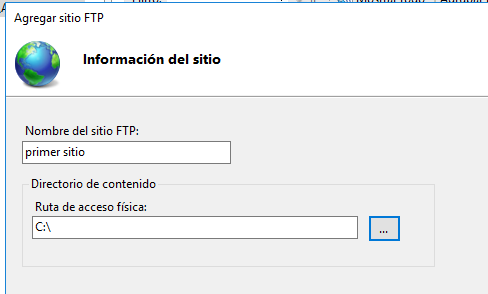 Agregar sitio FTP
Información del sitio
Nombre del sitio FTP:
primer sitio
Directorio de contenido
Ruta de acceso física:
C:\
...